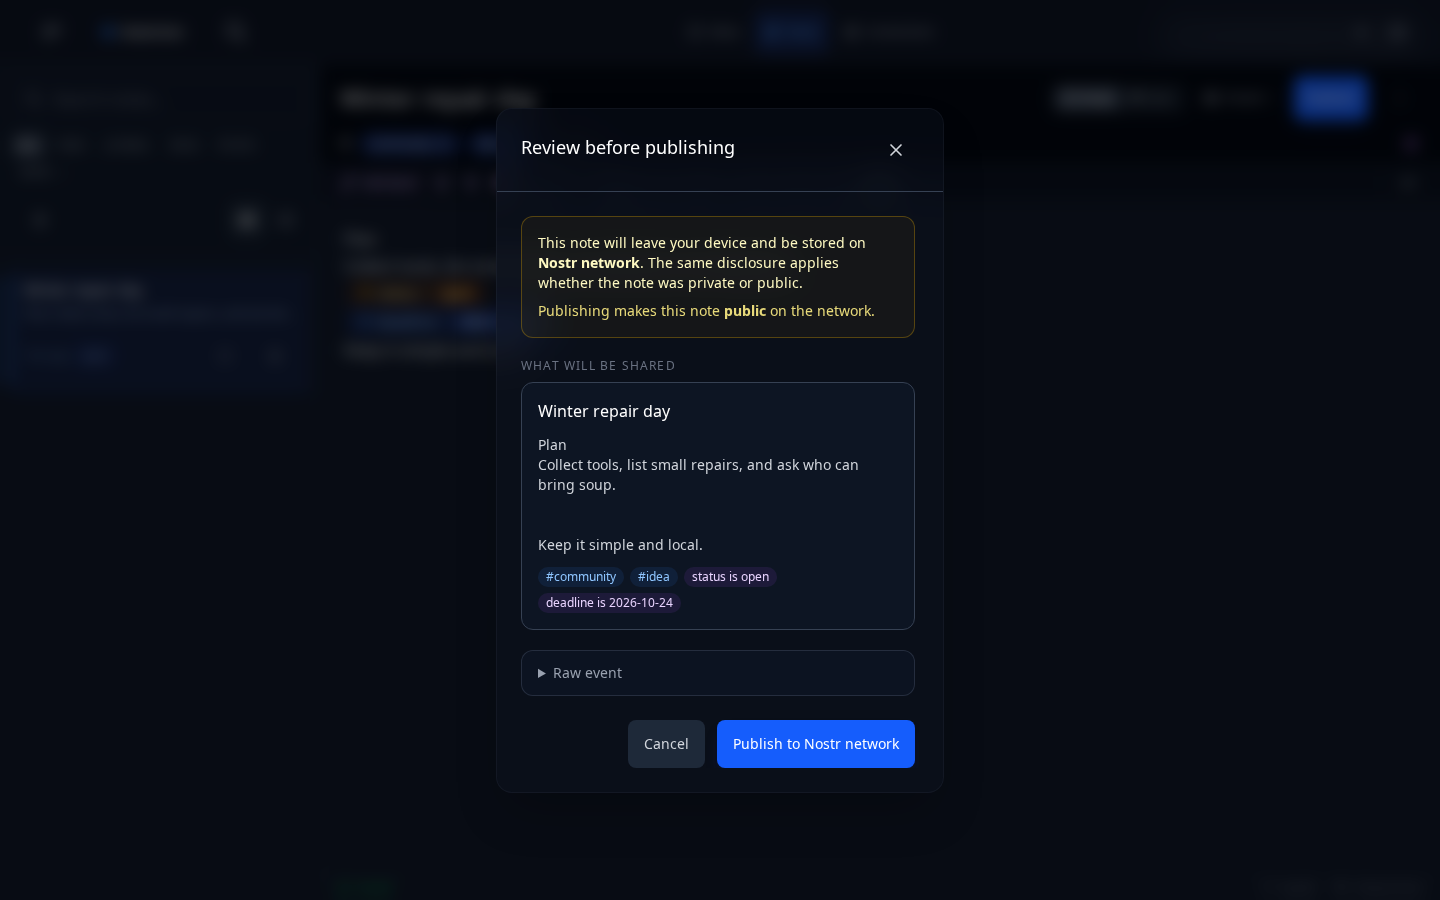 Review before publishing
This note will leave your device and be stored on
Nostr network. The same disclosure applies
whether the note was private or public.
Publishing makes this note public on the network.
WHAT WILL BE SHARED
Winter repair day
Plan
Collect tools, list small repairs, and ask who can
bring soup.
Keep it simple and local.
#community #idea status is open
deadline is 2026-10-24
Raw event
Cancel Publish to Nostr network